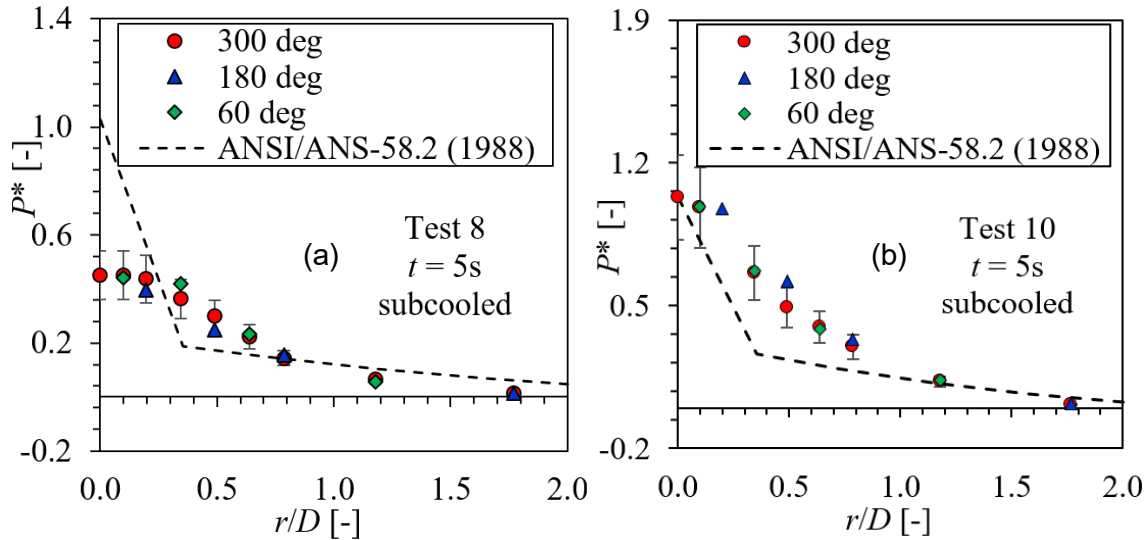 1.4
1.0
0.6
0.2
-0.2
P* [-]
300 deg
180 deg
60 deg
ANSI/ANS-58.2 (1988)
(a)
Test 8
t = 5s
subcooled
0.0 0.5 1.0 1.5 2.0
r/D [-]
1.9
1.2
0.5
-0.2
P* [-]
300 deg
180 deg
60 deg
ANSI/ANS-58.2 (1988)
Test 10
(b) t = 5s
subcooled
0.0 0.5 1.0 1.5 2.0
r/D [-]